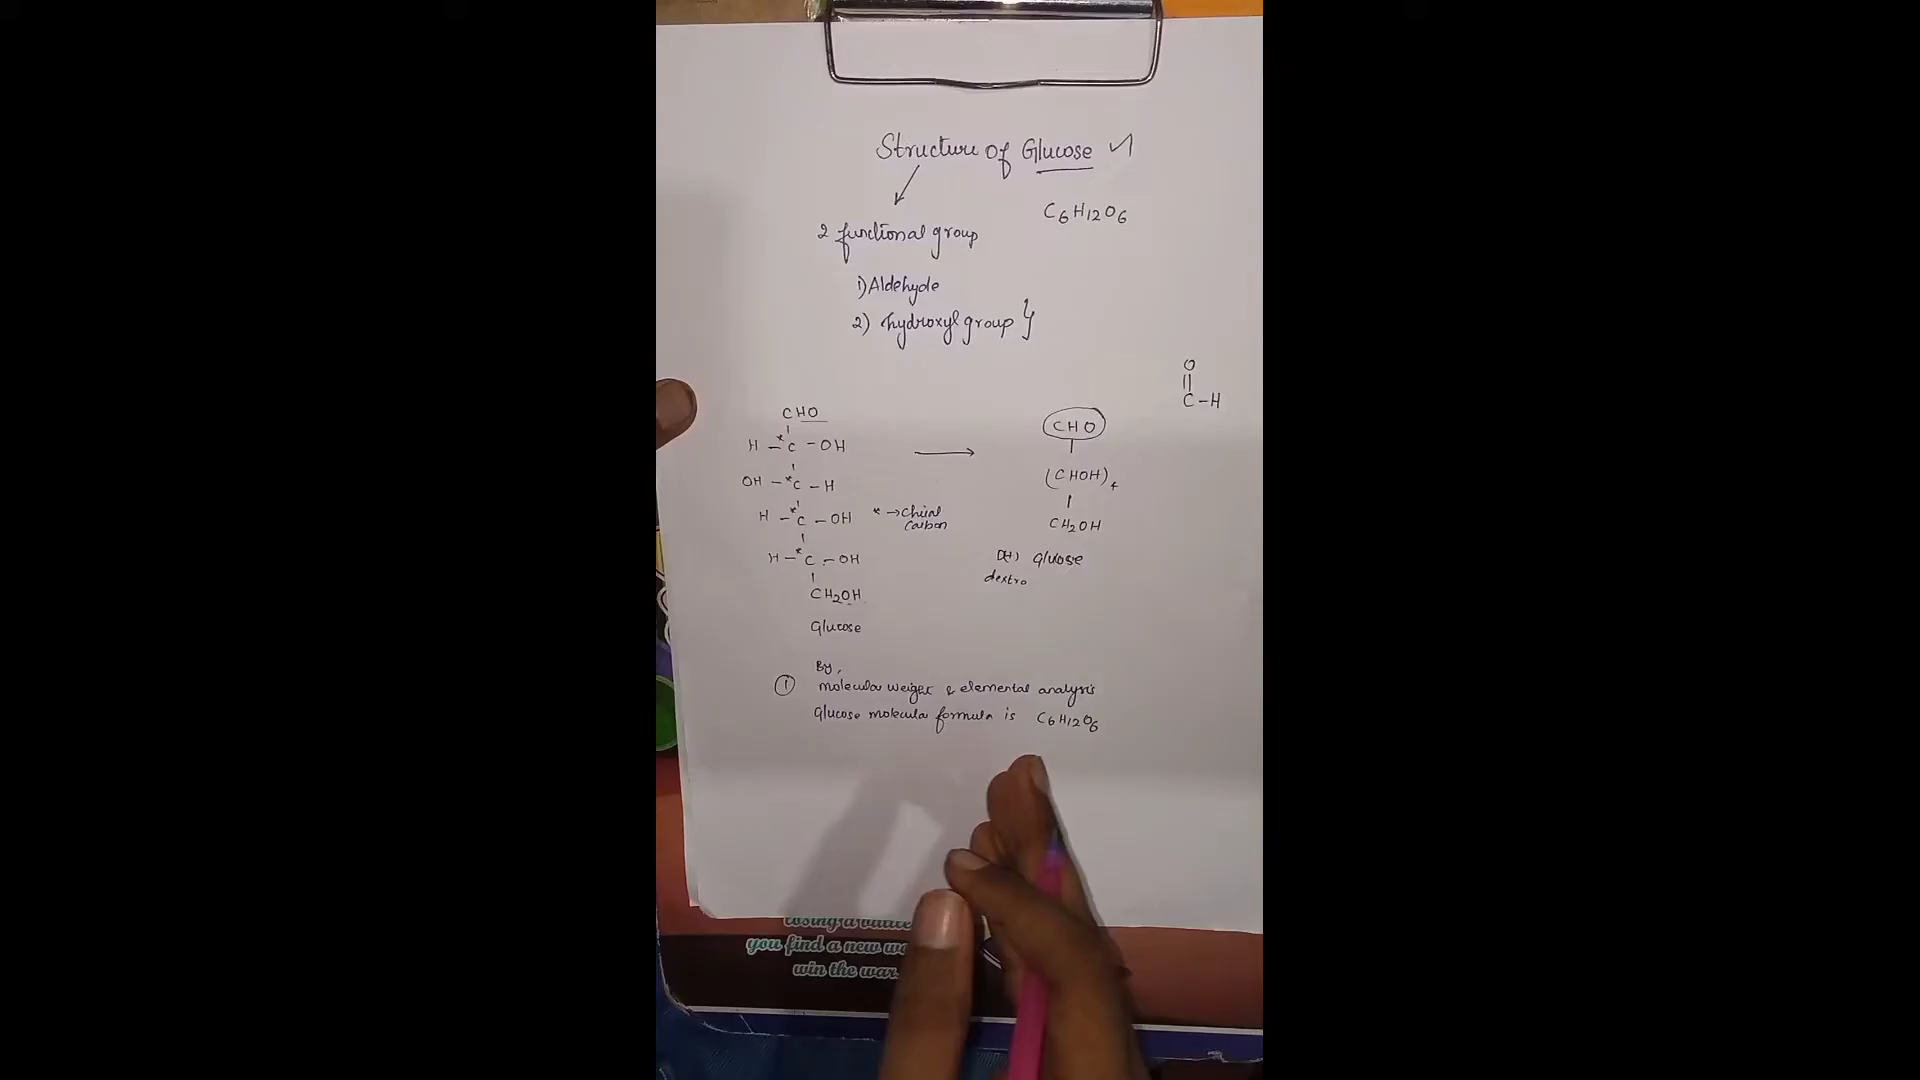 Structure of Glucose
C6H12O6
2 functional group
1) Aldehyde
2) hydroxyl group }
O
||
C-H
CHO
H - *C - OH
OH - *C - H
H - *C - OH
H - *C - OH
CH2OH
Glucose
* → Chiral
Carbon
CHO
(CHOH)4
CH2OH
Glucose
dextro
By,
① molecular weight & elemental analysis
Glucose molecula formula is C6H12O6
you find a new
win the war.